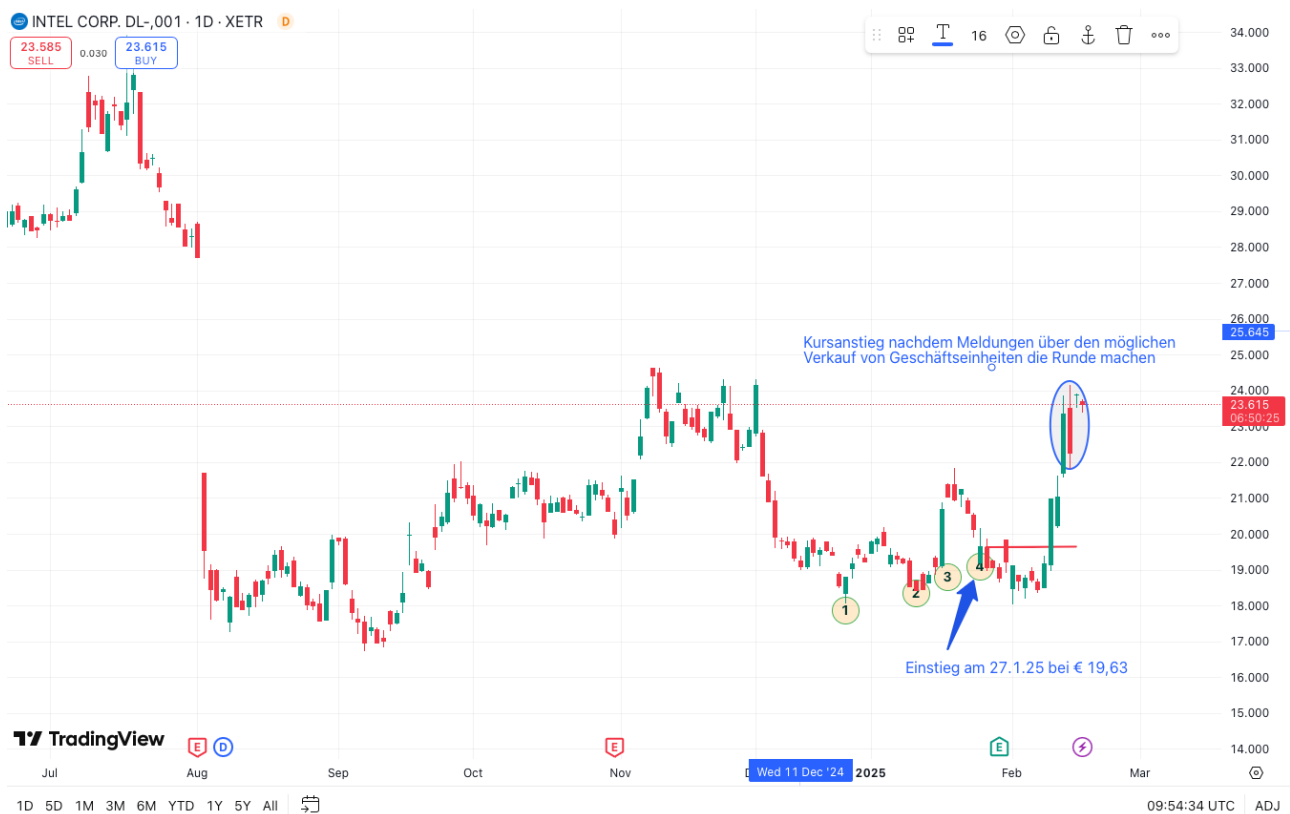 INTEL CORP. DL-,001 · 1D · XETR D
23.585 SELL
0.030
23.615 BUY
16
34.000
33.000
32.000
31.000
30.000
29.000
28.000
27.000
26.000
25.645
25.000
24.000
23.615
06:50:25
23.000
22.000
21.000
20.000
19.000
18.000
17.000
16.000
15.000
14.000
Kursanstieg nachdem Meldungen über den möglichen
Verkauf von Geschäftseinheiten die Runde machen
1
2
3
4
Einstieg am 27.1.25 bei € 19,63
TradingView
E D E E
Jul Aug Sep Oct Nov Wed 11 Dec '24 2025 Feb Mar
1D 5D 1M 3M 6M YTD 1Y 5Y All
09:54:34 UTC ADJ